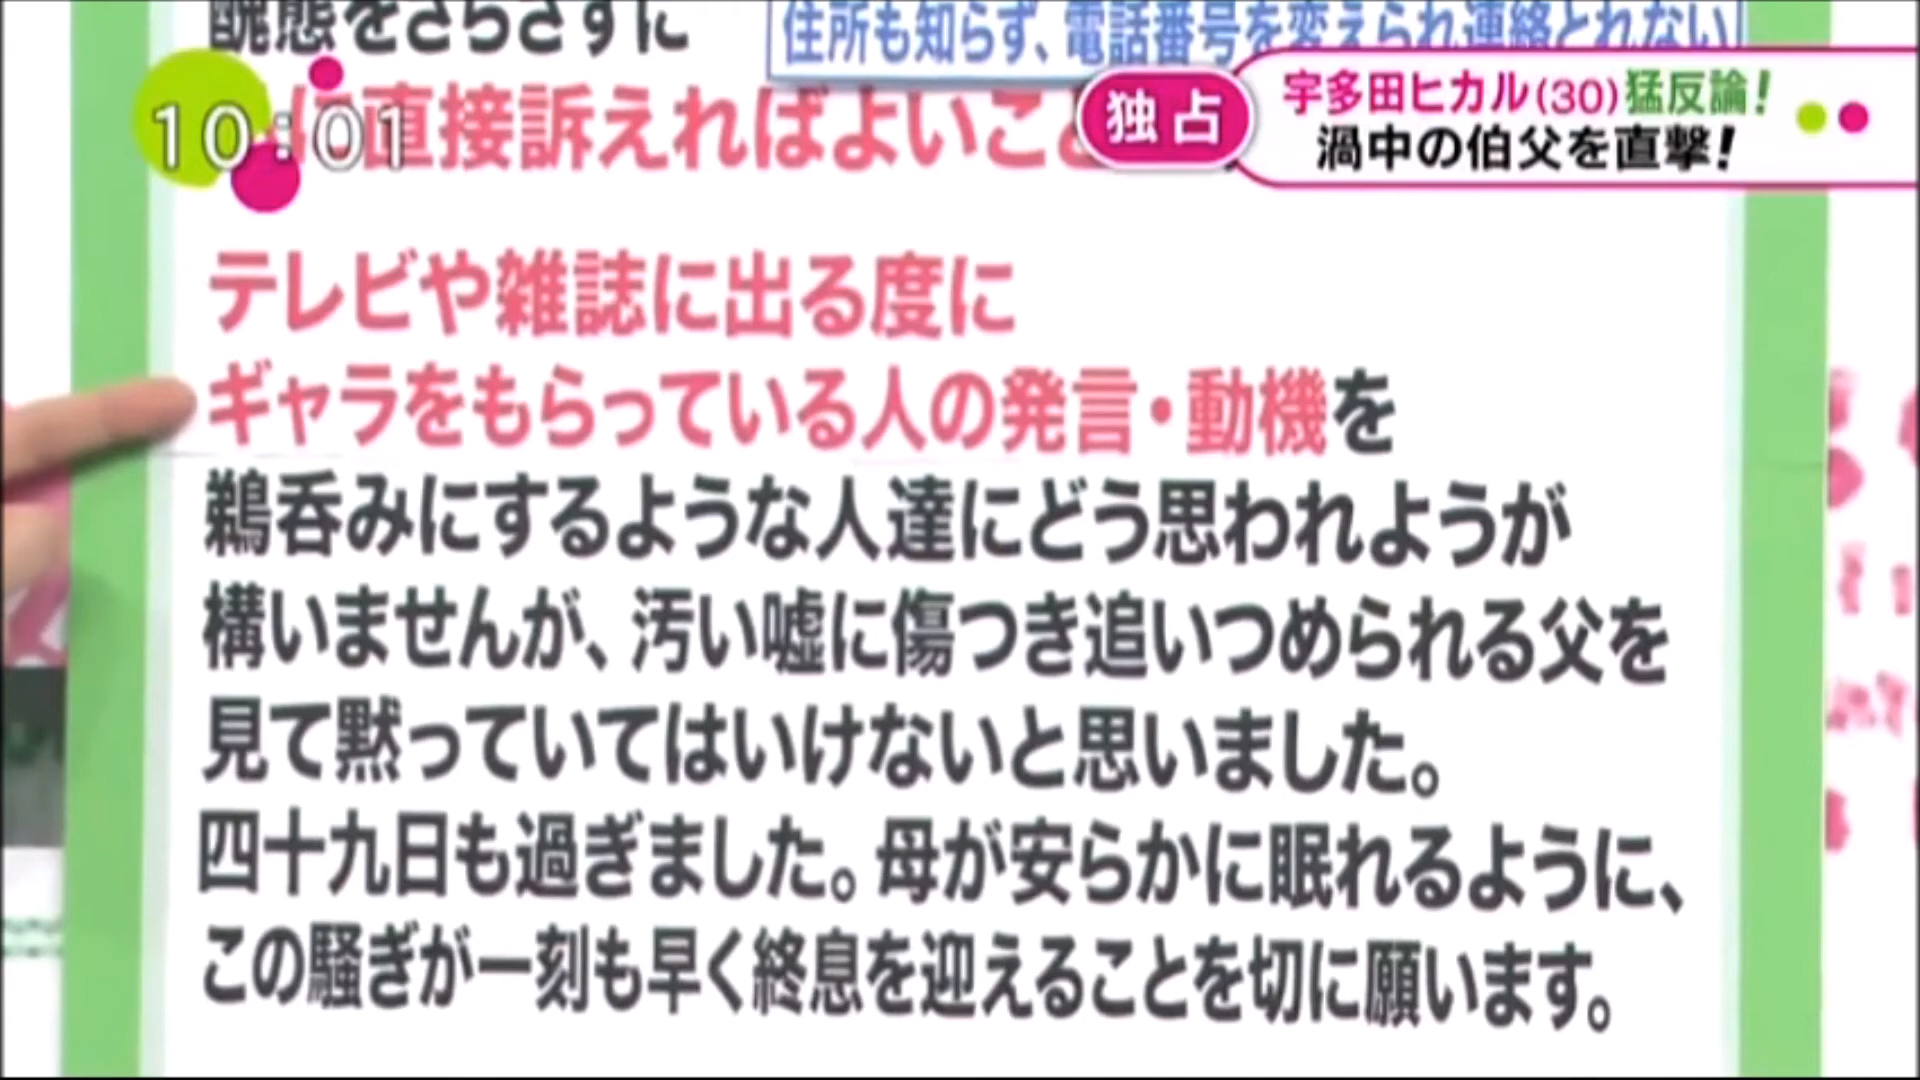 醜態をさらさずに
住所も知らず、電話番号を変えられ連絡とれない
10:01
に直接訴えればよいこと
独占
宇多田ヒカル(30)猛反論!
渦中の伯父を直撃!
テレビや雑誌に出る度に
ギャラをもらっている人の発言・動機を
鵜呑みにするような人達にどう思われようが
構いませんが、汚い嘘に傷つき追いつめられる父を
見て黙っていてはいけないと思いました。
四十九日も過ぎました。母が安らかに眠れるように、
この騒ぎが一刻も早く終息を迎えることを切に願います。